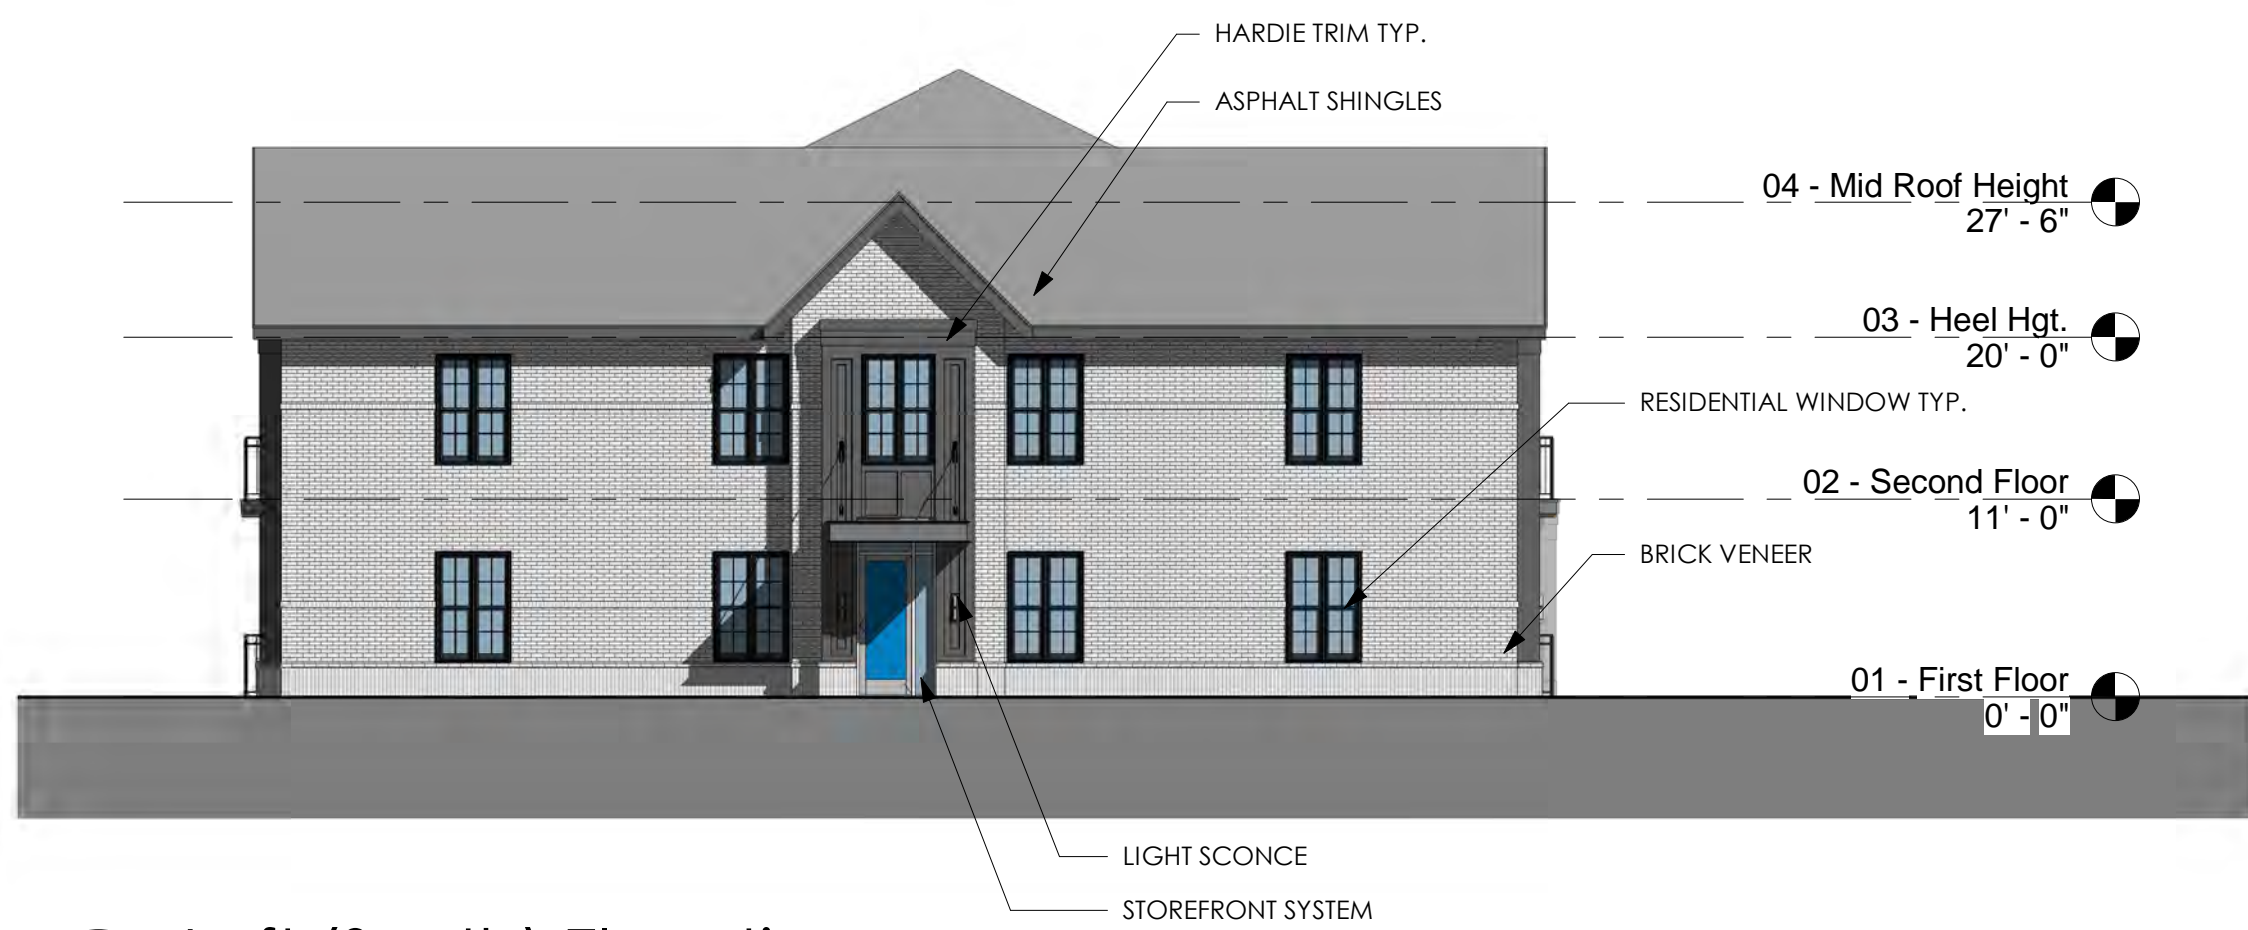 HARDIE TRIM TYP.
ASPHALT SHINGLES
04 - Mid Roof Height
27' - 6"
03 - Heel Hgt.
20' - 0"
RESIDENTIAL WINDOW TYP.
02 - Second Floor
11' - 0"
BRICK VENEER
01 - First Floor
0' - 0"
LIGHT SCONCE
STOREFRONT SYSTEM